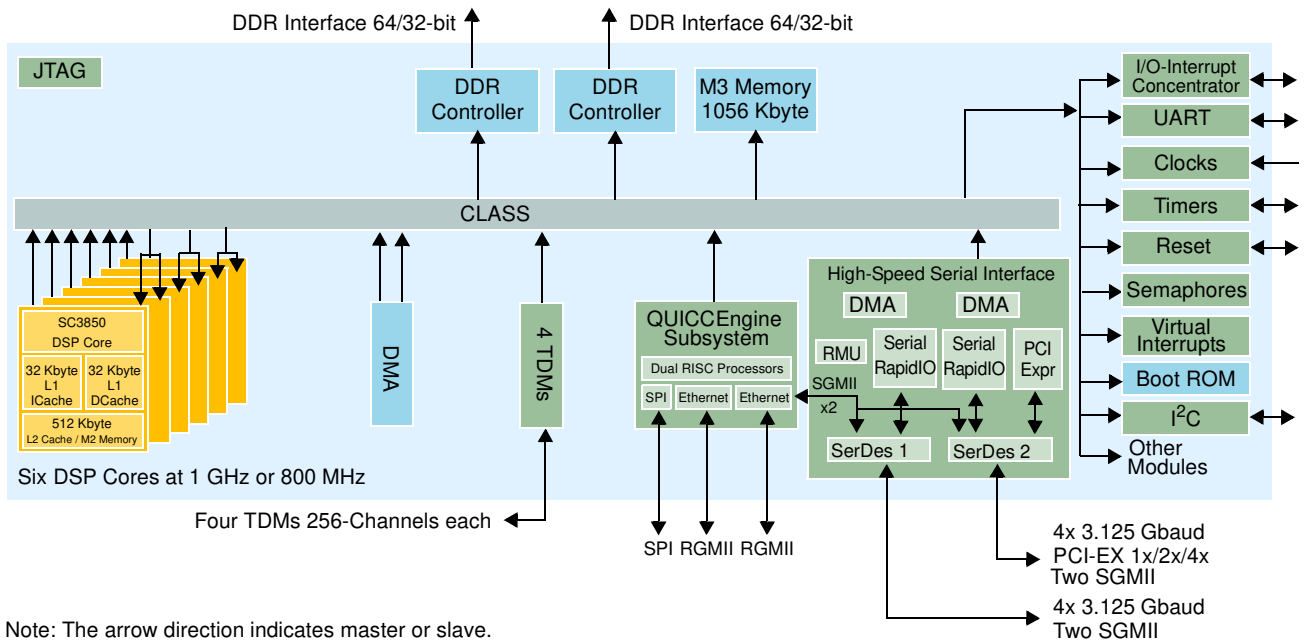 DDR Interface 64/32-bit
DDR Interface 64/32-bit
JTAG
DDR
Controller
DDR
Controller
M3 Memory
1056 Kbyte
I/O-Interrupt
Concentrator
UART
Clocks
Timers
Reset
Semaphores
Virtual
Interrupts
Boot ROM
I²C
Other
Modules
CLASS
SC3850
DSP Core
32 Kbyte
L1
ICache
32 Kbyte
L1
DCache
512 Kbyte
L2 Cache / M2 Memory
Six DSP Cores at 1 GHz or 800 MHz
DMA
4 TDMs
Four TDMs 256-Channels each
QUICCEngine
Subsystem
Dual RISC Processors
SPI
Ethernet
Ethernet
SPI
RGMII
RGMII
SGMII
x2
High-Speed Serial Interface
DMA
DMA
RMU
Serial
RapidIO
Serial
RapidIO
PCI
Expr
SerDes 1
SerDes 2
4x 3.125 Gbaud
PCI-EX 1x/2x/4x
Two SGMII
4x 3.125 Gbaud
Two SGMII
Note: The arrow direction indicates master or slave.